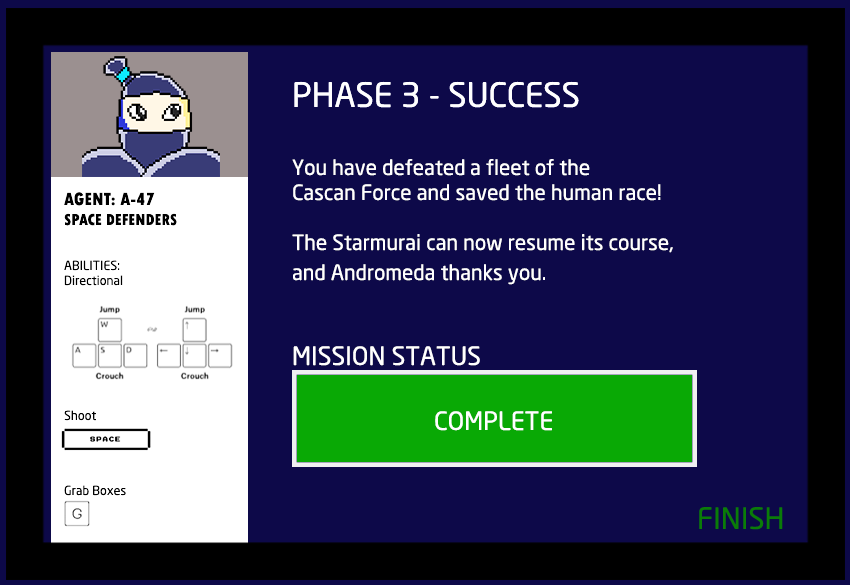 AGENT: A-47
SPACE DEFENDERS
ABILITIES:
Directional
Jump Jump
W ↑
A S D ← ↓ →
Crouch Crouch
Shoot
SPACE
Grab Boxes
G
PHASE 3 - SUCCESS
You have defeated a fleet of the
Cascan Force and saved the human race!
The Starmurai can now resume its course,
and Andromeda thanks you.
MISSION STATUS
COMPLETE
FINISH